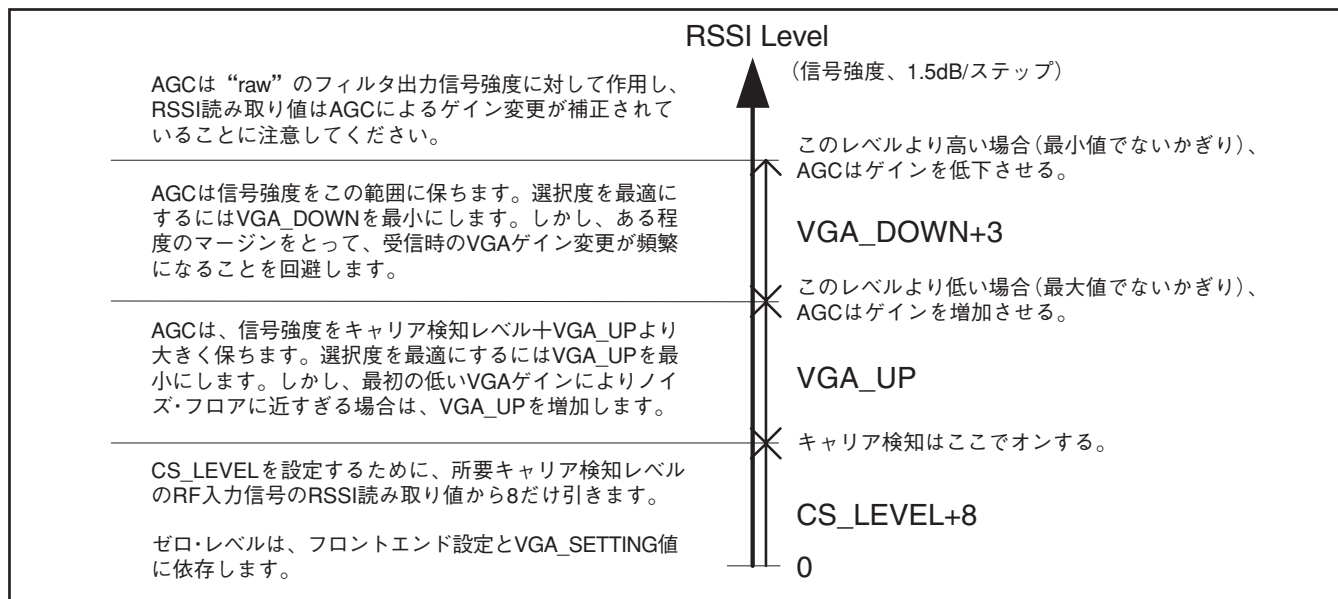 RSSI Level
(信号強度、1.5dB/ステップ)
AGCは“raw”のフィルタ出力信号強度に対して作用し、
RSSI読み取り値はAGCによるゲイン変更が補正されて
いることに注意してください。
このレベルより高い場合(最小値でないかぎり)、
AGCはゲインを低下させる。
AGCは信号強度をこの範囲に保ちます。選択度を最適に
するにはVGA_DOWNを最小にします。しかし、ある程
度のマージンをとって、受信時のVGAゲイン変更が頻繁
になることを回避します。
VGA_DOWN+3
このレベルより低い場合(最大値でないかぎり)、
AGCはゲインを増加させる。
AGCは、信号強度をキャリア検知レベル+VGA_UPより
大きく保ちます。選択度を最適にするにはVGA_UPを最
小にします。しかし、最初の低いVGAゲインによりノイ
ズ・フロアに近すぎる場合は、VGA_UPを増加します。
VGA_UP
キャリア検知はここでオンする。
CS_LEVELを設定するために、所要キャリア検知レベル
のRF入力信号のRSSI読み取り値から8だけ引きます。
CS_LEVEL+8
ゼロ・レベルは、フロントエンド設定とVGA_SETTING値
に依存します。
0